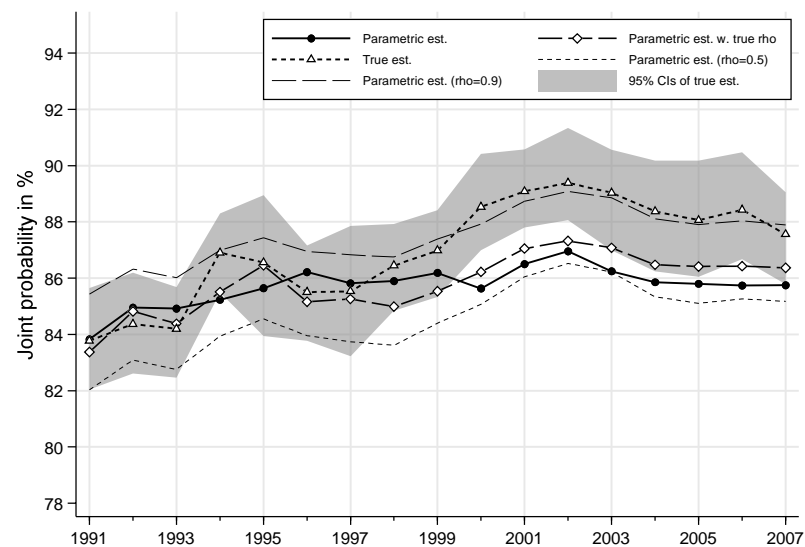 Parametric est.
Parametric est. w. true rho
True est.
Parametric est. (rho=0.5)
Parametric est. (rho=0.9)
95% CIs of true est.
Joint probability in %
94
92
90
88
86
84
82
80
78
1991 1993 1995 1997 1999 2001 2003 2005 2007